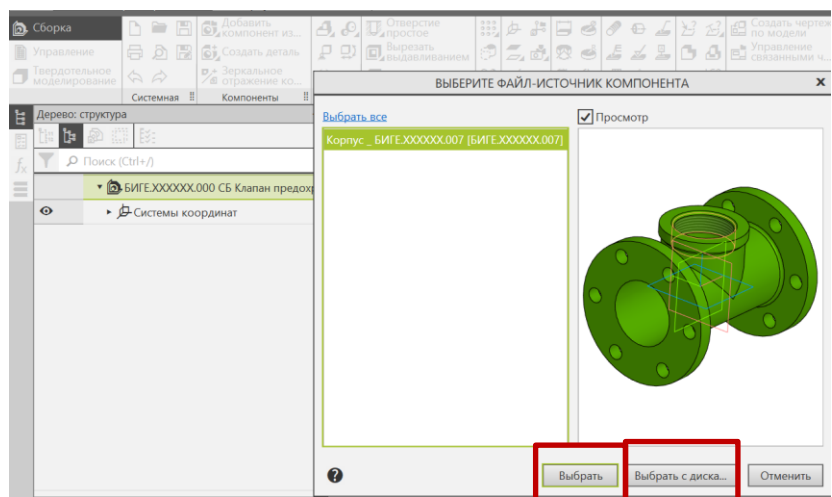 Сборка
Управление
Твердотельное моделирование
Системная
Добавить компонент из...
Создать деталь
Зеркальное отражение ко...
Компоненты
Отверстие простое
Вырезать выдавливанием
Создать чертеж по модели
Управление связанными ч...
Дерево: структура
Поиск (Ctrl+/)
БИГЕ.XXXXXX.000 СБ Клапан предохр
Системы координат
ВЫБЕРИТЕ ФАЙЛ-ИСТОЧНИК КОМПОНЕНТА
Выбрать все
Просмотр
Корпус _ БИГЕ.XXXXXX.007 [БИГЕ.XXXXXX.007]
Выбрать
Выбрать с диска...
Отменить